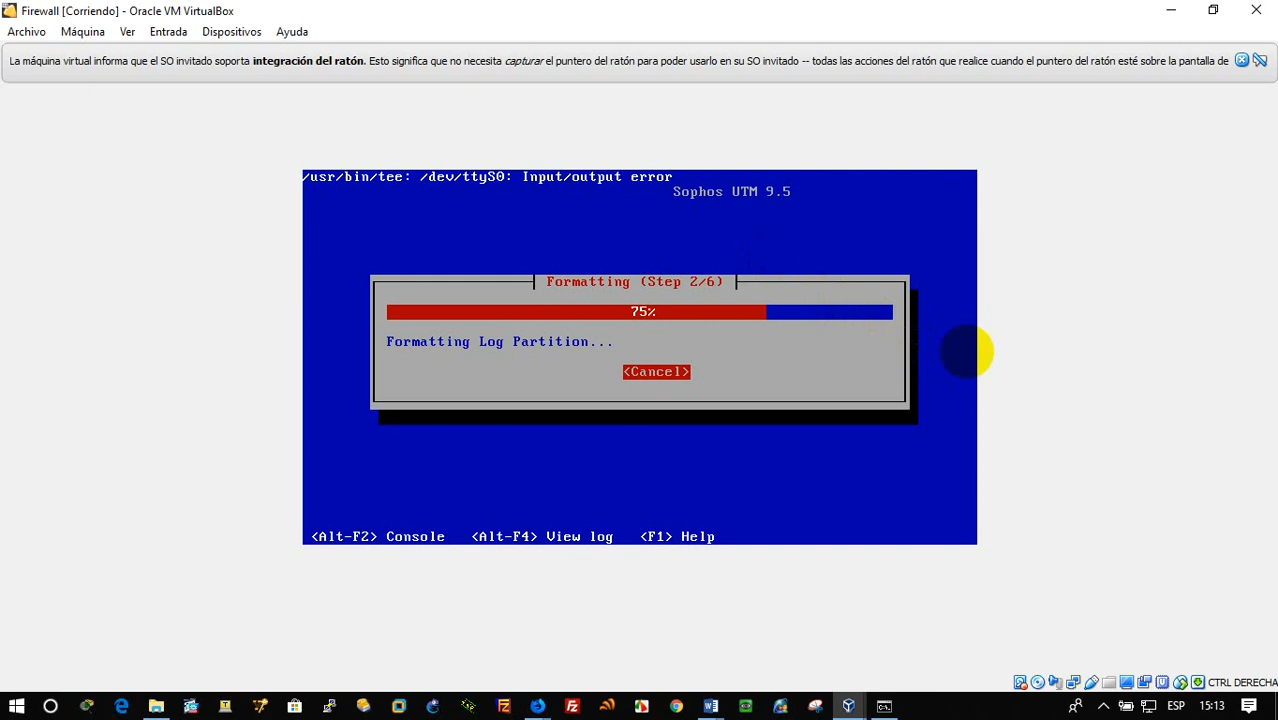 Firewall [Corriendo] - Oracle VM VirtualBox
Archivo Máquina Ver Entrada Dispositivos Ayuda
La máquina virtual informa que el SO invitado soporta integración del ratón. Esto significa que no necesita capturar el puntero del ratón para poder usarlo en su SO invitado -- todas las acciones del ratón que realice cuando el puntero del ratón esté sobre la pantalla de
/usr/bin/tee: /dev/ttyS0: Input/output error
Sophos UTM 9.5
Formatting (Step 2/6)
75%
Formatting Log Partition...
<Cancel>
<Alt-F2> Console <Alt-F4> View log <F1> Help
CTRL DERECHA
ESP 15:13